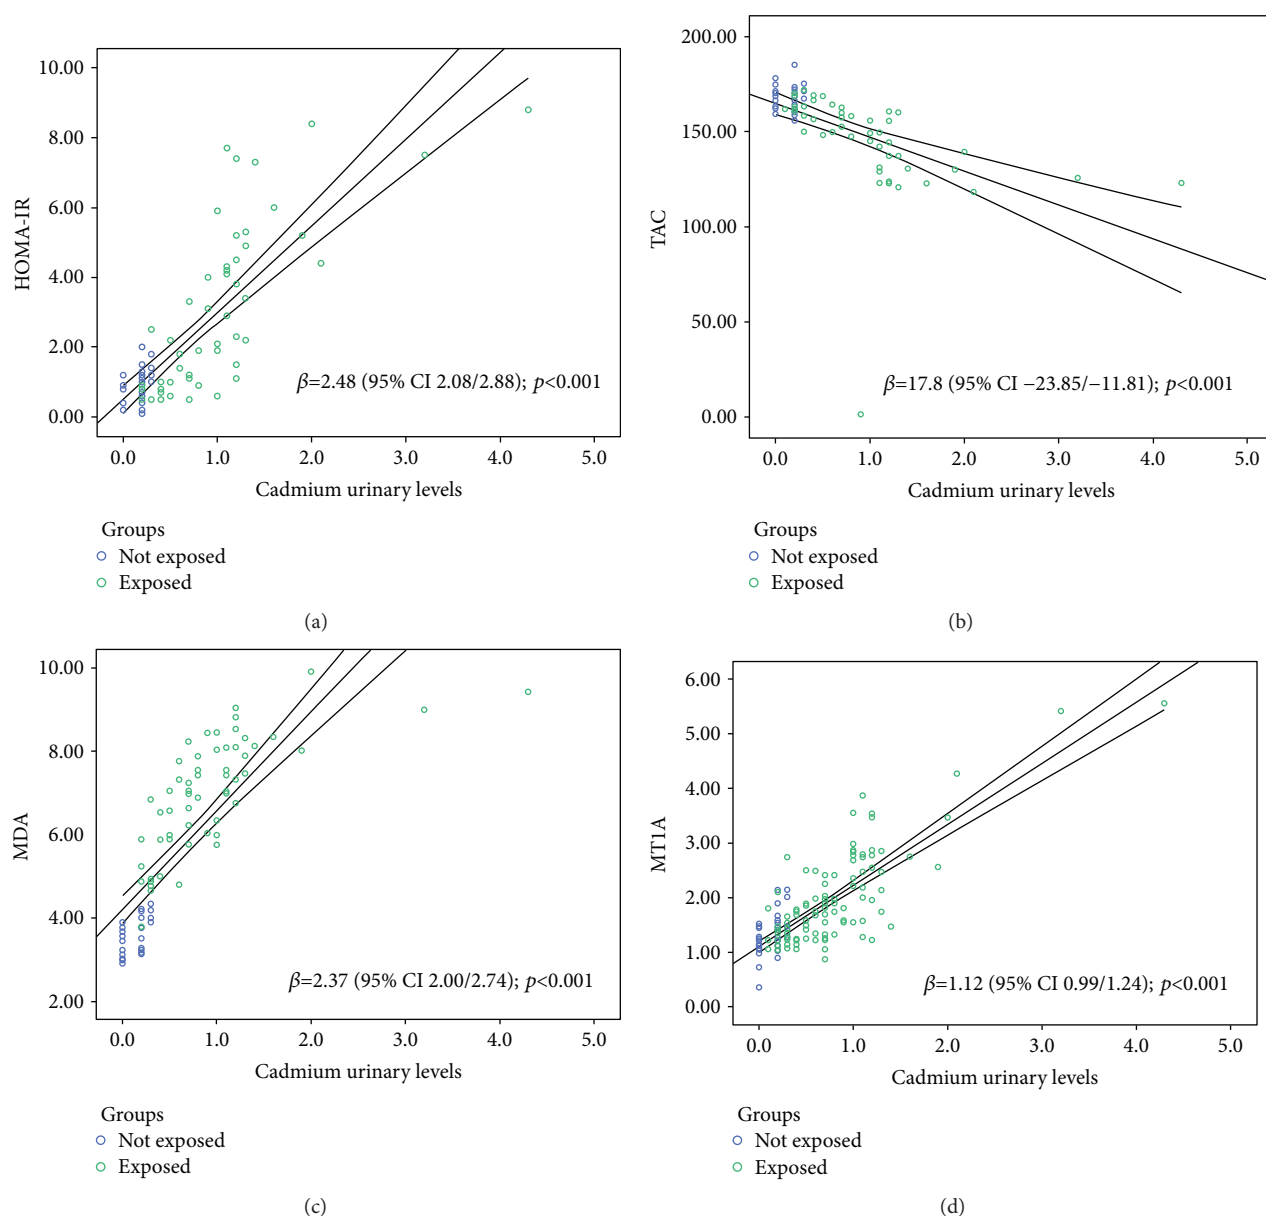 10.00
8.00
6.00
4.00
2.00
0.00
HOMA-IR
β=2.48 (95% CI 2.08/2.88); p<0.001
0.0 1.0 2.0 3.0 4.0 5.0
Cadmium urinary levels
Groups
Not exposed
Exposed
(a)
200.00
150.00
100.00
50.00
0.00
TAC
β=17.8 (95% CI −23.85/−11.81); p<0.001
0.0 1.0 2.0 3.0 4.0 5.0
Cadmium urinary levels
Groups
Not exposed
Exposed
(b)
10.00
8.00
6.00
4.00
2.00
MDA
β=2.37 (95% CI 2.00/2.74); p<0.001
0.0 1.0 2.0 3.0 4.0 5.0
Cadmium urinary levels
Groups
Not exposed
Exposed
(c)
6.00
5.00
4.00
3.00
2.00
1.00
0.00
MT1A
β=1.12 (95% CI 0.99/1.24); p<0.001
0.0 1.0 2.0 3.0 4.0 5.0
Cadmium urinary levels
Groups
Not exposed
Exposed
(d)